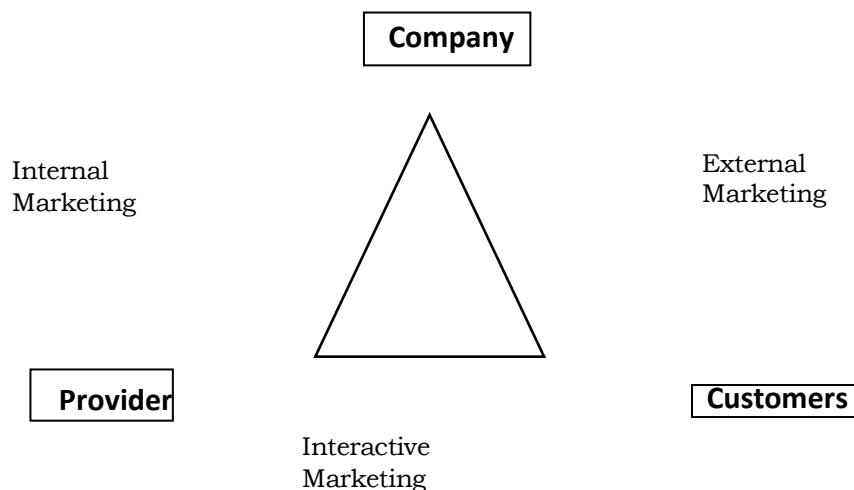 Company
Internal
Marketing
External
Marketing
Provider
Customers
Interactive
Marketing